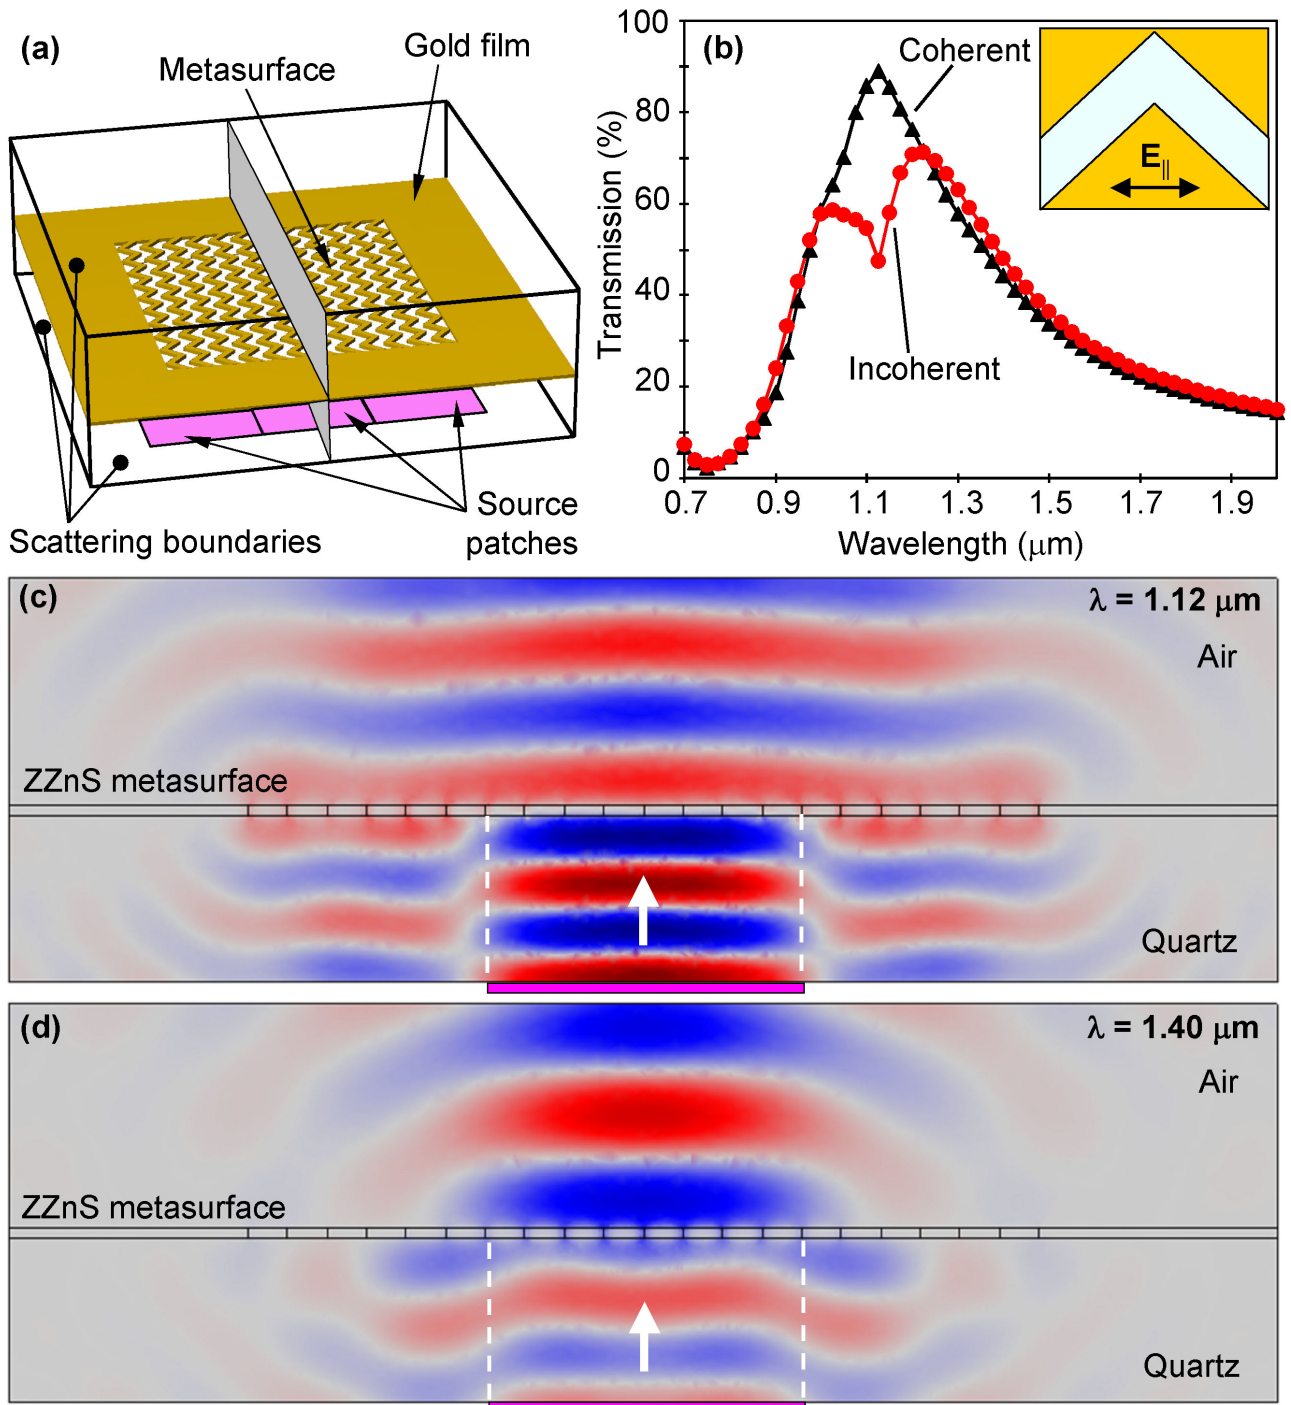 (a)
Gold film
Metasurface
Source
patches
Scattering boundaries
(b)
Coherent
Incoherent
E||
Transmission (%)
100
80
60
40
20
0
0.7 0.9 1.1 1.3 1.5 1.7 1.9
Wavelength (μm)
(c)
λ = 1.12 μm
Air
ZZnS metasurface
Quartz
(d)
λ = 1.40 μm
Air
ZZnS metasurface
Quartz